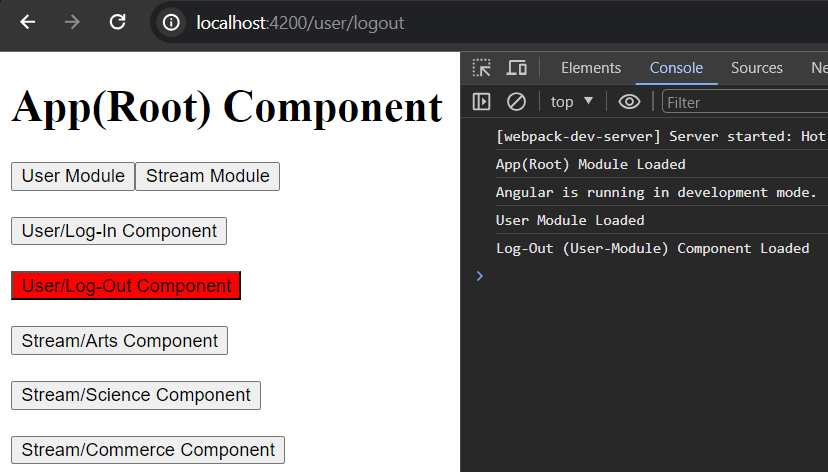 localhost:4200/user/logout
Elements Console Sources
top Filter
App(Root) Component
User Module Stream Module
User/Log-In Component
User/Log-Out Component
Stream/Arts Component
Stream/Science Component
Stream/Commerce Component
[webpack-dev-server] Server started: Hot
App(Root) Module Loaded
Angular is running in development mode.
User Module Loaded
Log-Out (User-Module) Component Loaded